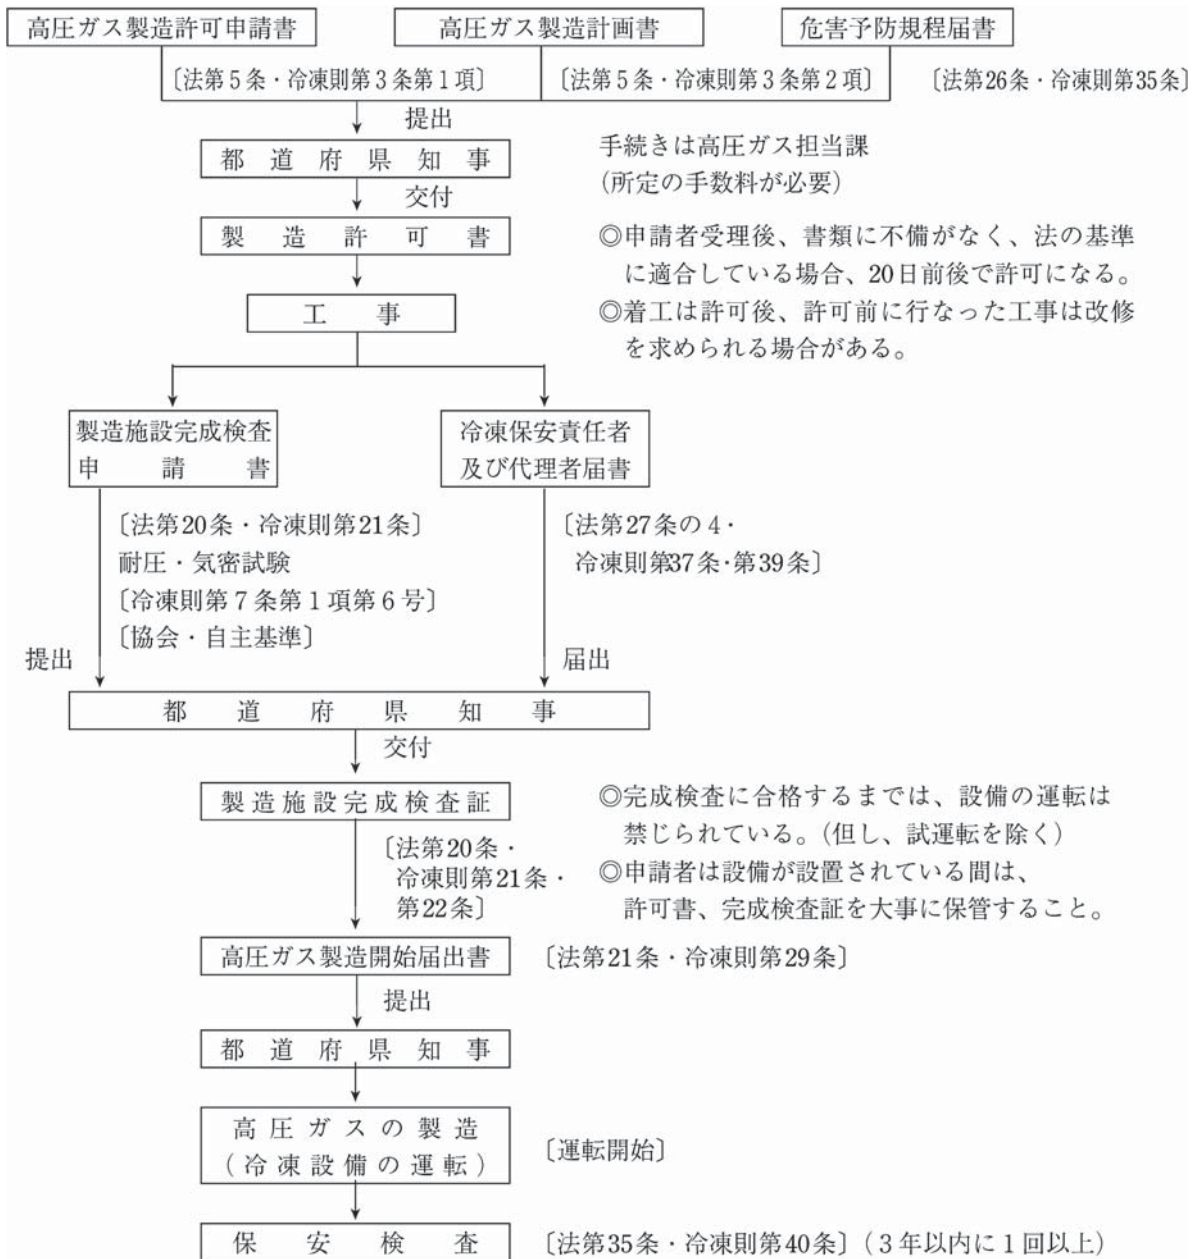 高圧ガス製造許可申請書
高圧ガス製造計画書
危害予防規程届書
〔法第5条・冷凍則第3条第1項〕
〔法第5条・冷凍則第3条第2項〕
〔法第26条・冷凍則第35条〕
提出
都道府県知事
手続きは高圧ガス担当課
(所定の手数料が必要)
交付
製造許可書
◎申請者受理後、書類に不備がなく、法の基準
に適合している場合、20日前後で許可になる。
工事
◎着工は許可後、許可前に行なった工事は改修
を求められる場合がある。
製造施設完成検査
申請書
冷凍保安責任者
及び代理者届書
〔法第20条・冷凍則第21条〕
耐圧・気密試験
〔冷凍則第7条第1項第6号〕
〔協会・自主基準〕
〔法第27条の4・
冷凍則第37条・第39条〕
提出
届出
都道府県知事
交付
製造施設完成検査証
◎完成検査に合格するまでは、設備の運転は
禁じられている。(但し、試運転を除く)
〔法第20条・
冷凍則第21条・
第22条〕
◎申請者は設備が設置されている間は、
許可書、完成検査証を大事に保管すること。
高圧ガス製造開始届出書
〔法第21条・冷凍則第29条〕
提出
都道府県知事
高圧ガスの製造
(冷凍設備の運転)
〔運転開始〕
保安検査
〔法第35条・冷凍則第40条〕(3年以内に1回以上)